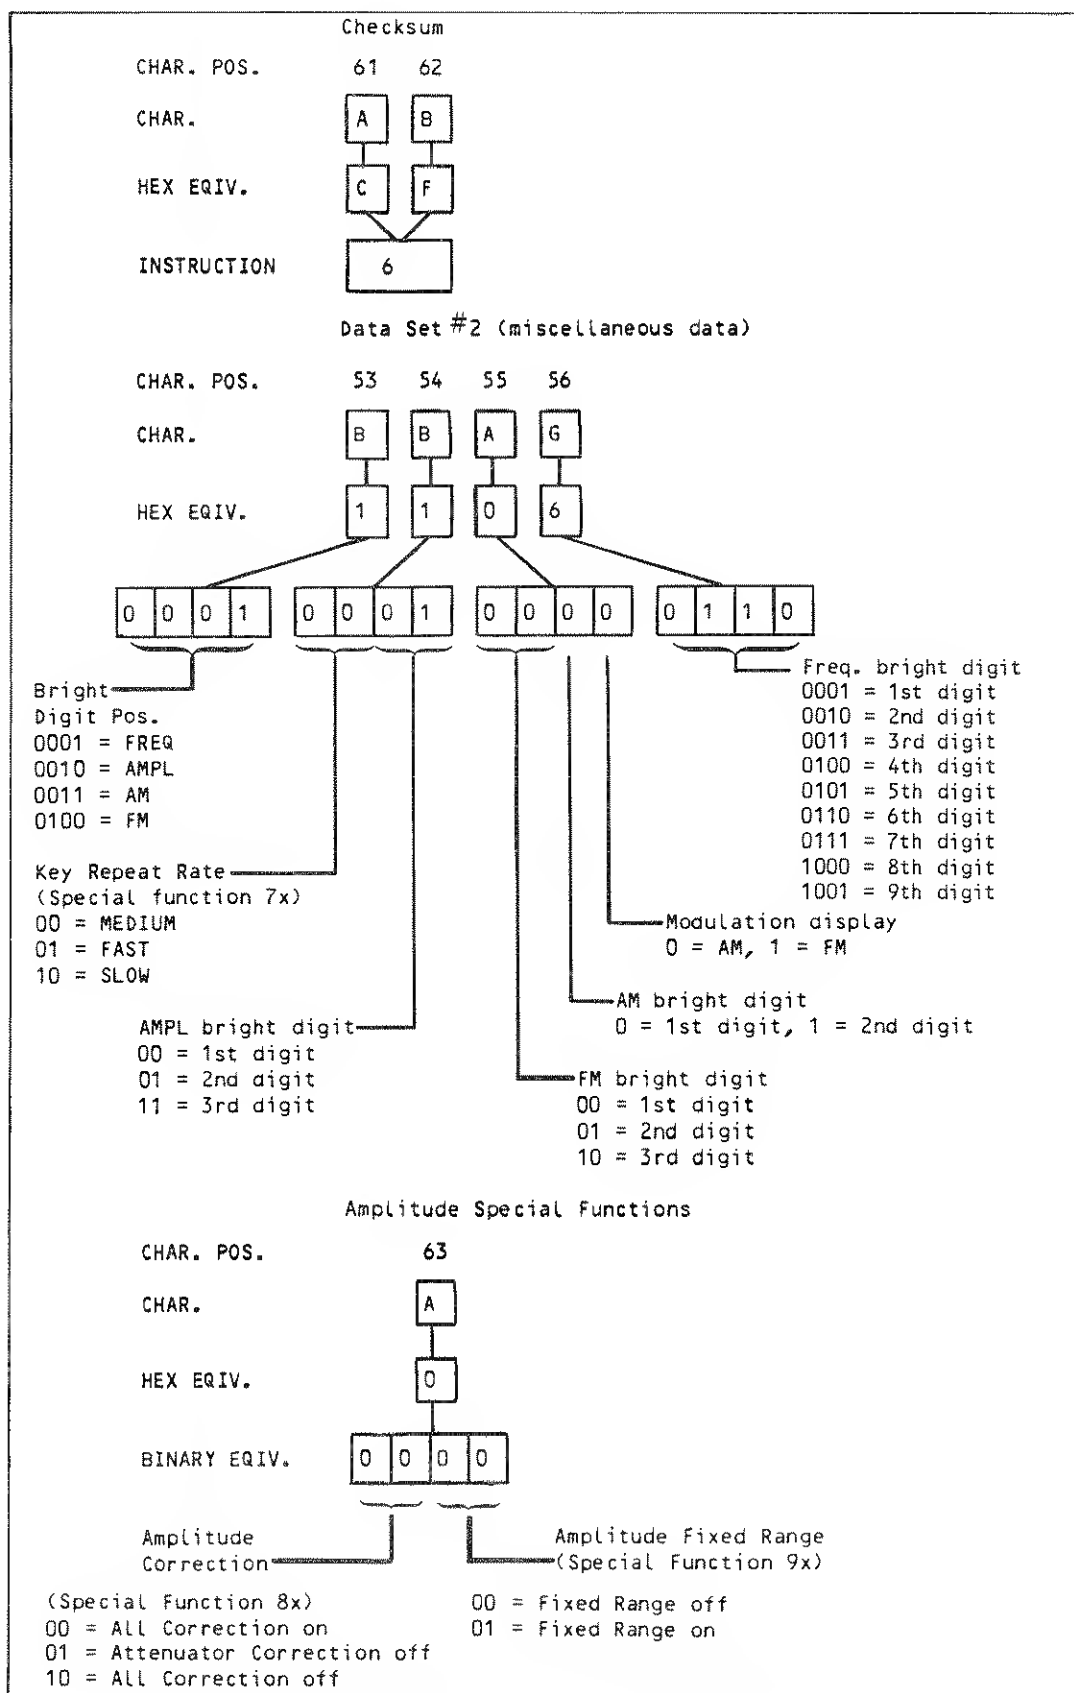 Checksum
CHAR. POS. 61 62
CHAR. A B
HEX EQIV. C F
INSTRUCTION 6
Data Set #2 (miscellaneous data)
CHAR. POS. 53 54 55 56
CHAR. B B A G
HEX EQIV. 1 1 0 6
0 0 0 1 0 0 0 1 0 0 0 0 0 1 1 0
Bright
Digit Pos.
0001 = FREQ
0010 = AMPL
0011 = AM
0100 = FM
Freq. bright digit
0001 = 1st digit
0010 = 2nd digit
0011 = 3rd digit
0100 = 4th digit
0101 = 5th digit
0110 = 6th digit
0111 = 7th digit
1000 = 8th digit
1001 = 9th digit
Key Repeat Rate
(Special function 7x)
00 = MEDIUM
01 = FAST
10 = SLOW
Modulation display
0 = AM, 1 = FM
AM bright digit
0 = 1st digit, 1 = 2nd digit
AMPL bright digit
00 = 1st digit
01 = 2nd digit
11 = 3rd digit
FM bright digit
00 = 1st digit
01 = 2nd digit
10 = 3rd digit
Amplitude Special Functions
CHAR. POS. 63
CHAR. A
HEX EQIV. 0
BINARY EQIV. 0 0 0 0
Amplitude
Correction
(Special Function 8x)
00 = All Correction on
01 = Attenuator Correction off
10 = All Correction off
Amplitude Fixed Range
(Special Function 9x)
00 = Fixed Range off
01 = Fixed Range on